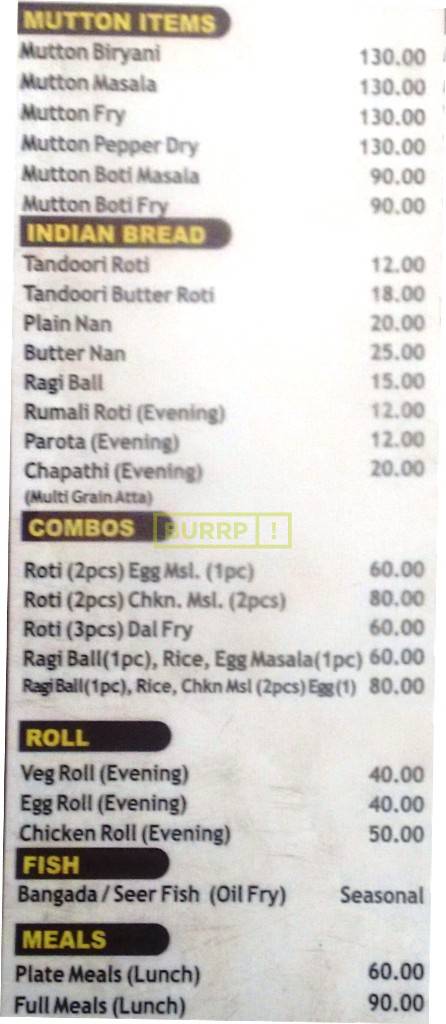 MUTTON ITEMS
Mutton Biryani 130.00
Mutton Masala 130.00
Mutton Fry 130.00
Mutton Pepper Dry 130.00
Mutton Boti Masala 90.00
Mutton Boti Fry 90.00
INDIAN BREAD
Tandoori Roti 12.00
Tandoori Butter Roti 18.00
Plain Nan 20.00
Butter Nan 25.00
Ragi Ball 15.00
Rumali Roti (Evening) 12.00
Parota (Evening) 12.00
Chapathi (Evening) 20.00
(Multi Grain Atta)
COMBOS
BURRP!
Roti (2pcs) Egg Msl. (1pc) 60.00
Roti (2pcs) Chkn. Msl. (2pcs) 80.00
Roti (3pcs) Dal Fry 60.00
Ragi Ball(1pc), Rice, Egg Masala(1pc) 60.00
Ragi Ball(1pc), Rice, Chkn Msl (2pcs) Egg(1) 80.00
ROLL
Veg Roll (Evening) 40.00
Egg Roll (Evening) 40.00
Chicken Roll (Evening) 50.00
FISH
Bangada / Seer Fish (Oil Fry) Seasonal
MEALS
Plate Meals (Lunch) 60.00
Full Meals (Lunch) 90.00